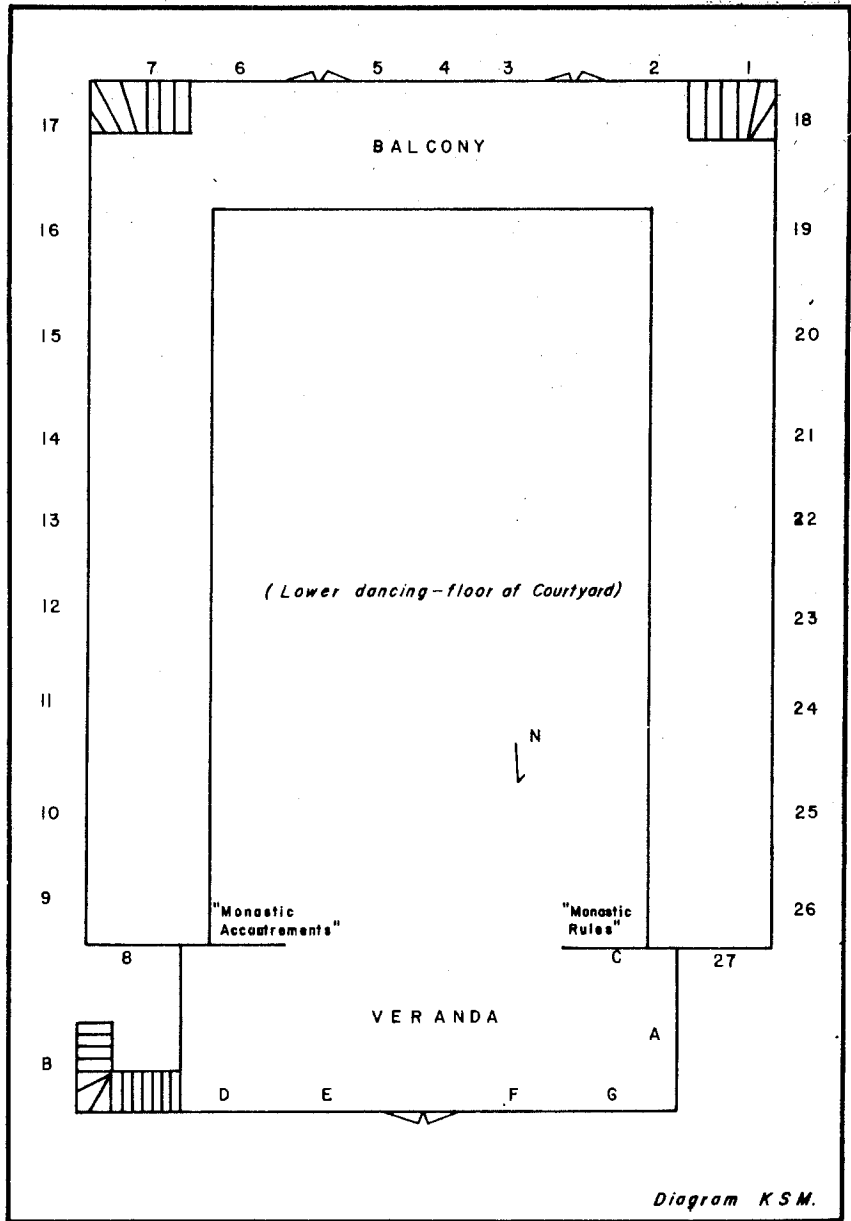 7 6 5 4 3 2 1
17 18
BALCONY
16 19
15 20
14 21
13 22
12 23
(Lower dancing-floor of Courtyard)
11 24
N
10 25
9 26
"Monastic "Monastic
Accoutrements" Rules"
8 C 27
VERANDA
A
B
D E F G
Diagram KSM.